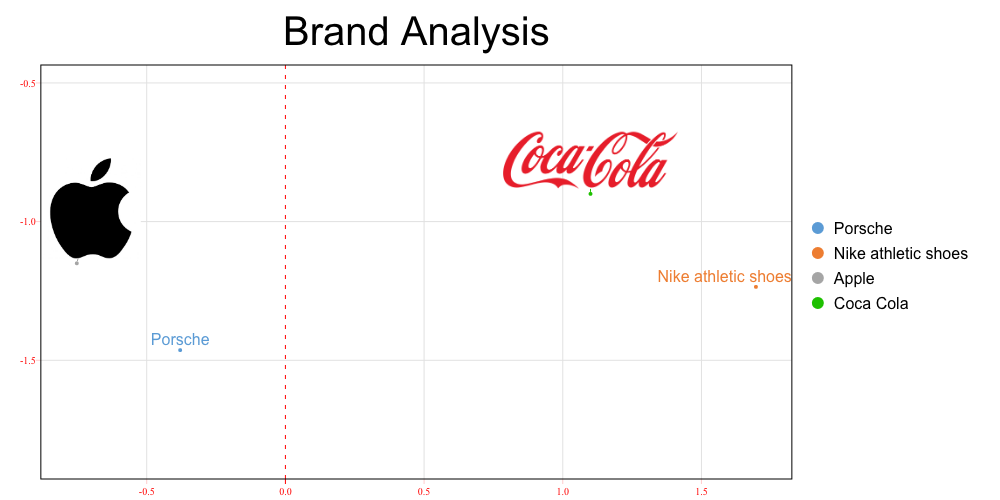 Brand Analysis
-0.5
Coca-Cola
-1.0
Porsche
Nike athletic shoes
Nike athletic shoes
Apple
Coca Cola
Porsche
-1.5
-0.5
0.0
0.5
1.0
1.5